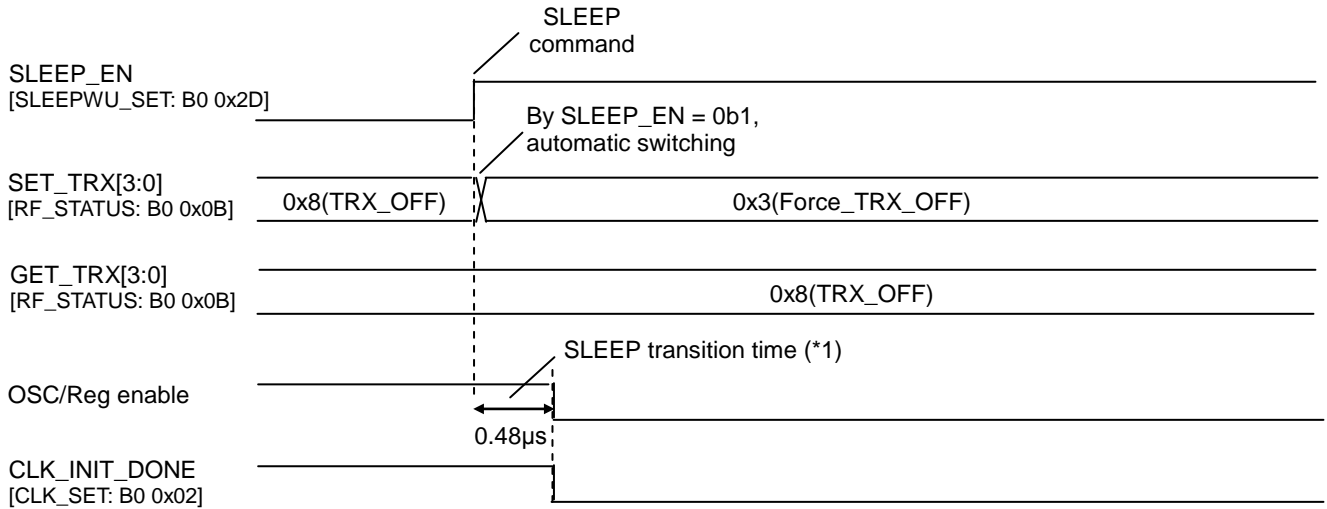 SLEEP
command
SLEEP_EN
[SLEEPWU_SET: B0 0x2D]
By SLEEP_EN = 0b1,
automatic switching
SET_TRX[3:0]
[RF_STATUS: B0 0x0B]
0x8(TRX_OFF)
0x3(Force_TRX_OFF)
GET_TRX[3:0]
[RF_STATUS: B0 0x0B]
0x8(TRX_OFF)
SLEEP transition time (*1)
OSC/Reg enable
0.48µs
CLK_INIT_DONE
[CLK_SET: B0 0x02]